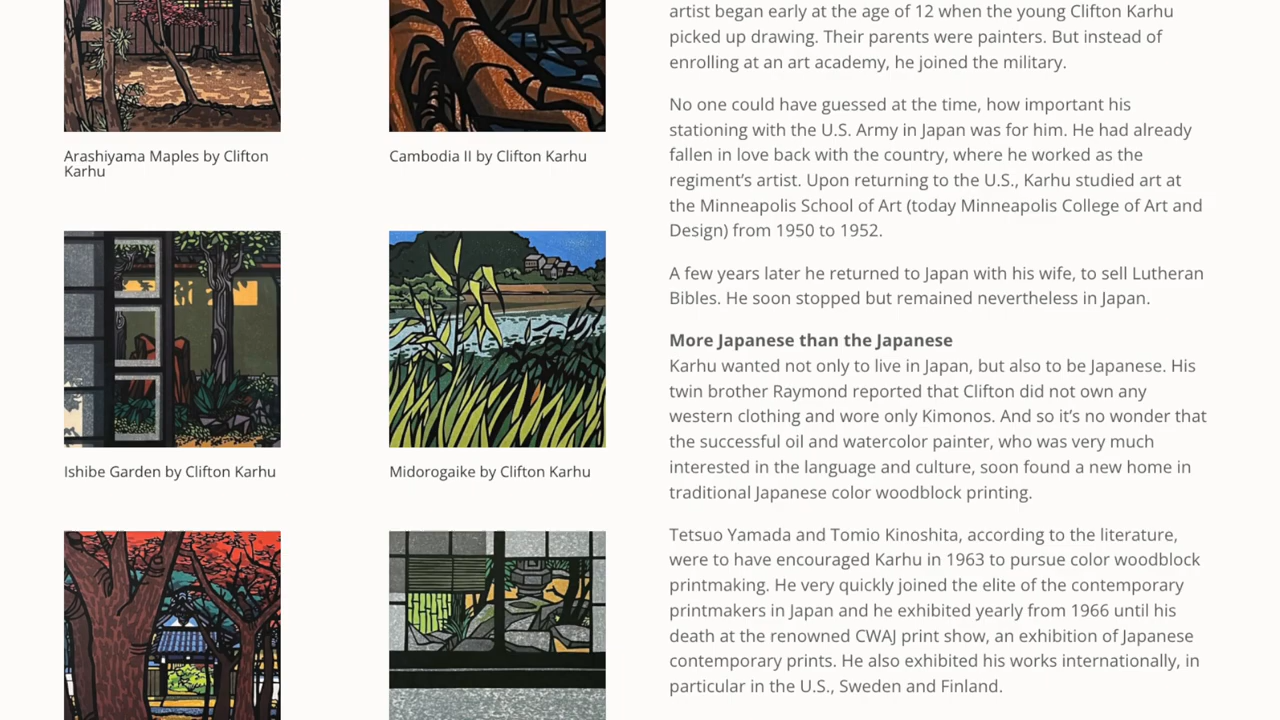 Arashiyama Maples by Clifton
Karhu
Cambodia II by Clifton Karhu
Ishibe Garden by Clifton Karhu
Midorogaike by Clifton Karhu
artist began early at the age of 12 when the young Clifton Karhu
picked up drawing. Their parents were painters. But instead of
enrolling at an art academy, he joined the military.
No one could have guessed at the time, how important his
stationing with the U.S. Army in Japan was for him. He had already
fallen in love back with the country, where he worked as the
regiment’s artist. Upon returning to the U.S., Karhu studied art at
the Minneapolis School of Art (today Minneapolis College of Art and
Design) from 1950 to 1952.
A few years later he returned to Japan with his wife, to sell Lutheran
Bibles. He soon stopped but remained nevertheless in Japan.
More Japanese than the Japanese
Karhu wanted not only to live in Japan, but also to be Japanese. His
twin brother Raymond reported that Clifton did not own any
western clothing and wore only Kimonos. And so it’s no wonder that
the successful oil and watercolor painter, who was very much
interested in the language and culture, soon found a new home in
traditional Japanese color woodblock printing.
Tetsuo Yamada and Tomio Kinoshita, according to the literature,
were to have encouraged Karhu in 1963 to pursue color woodblock
printmaking. He very quickly joined the elite of the contemporary
printmakers in Japan and he exhibited yearly from 1966 until his
death at the renowned CWAJ print show, an exhibition of Japanese
contemporary prints. He also exhibited his works internationally, in
particular in the U.S., Sweden and Finland.